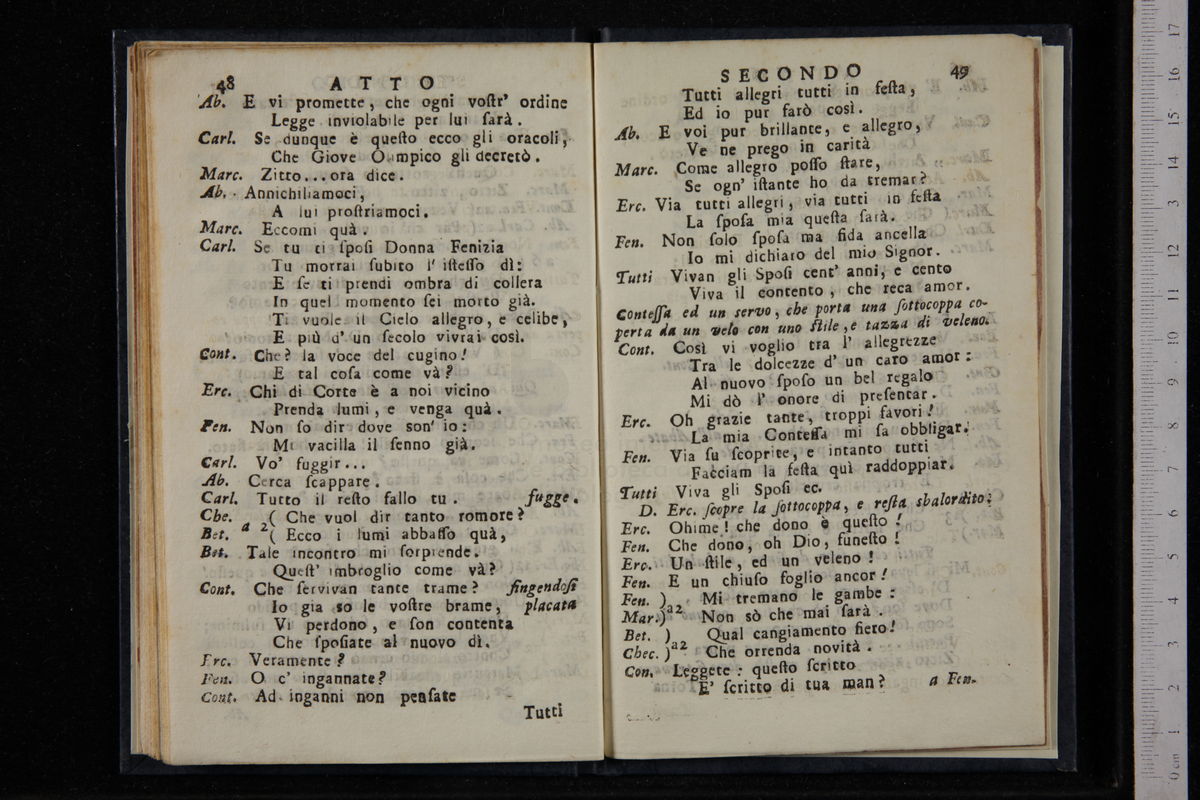 48 ATTO
Ab. E vi promette, che ogni voſtr' ordine
Legge inviolabile per lui ſarà.
Carl. Se dunque è queſto ecco gli oracoli,
Che Giove Olimpico gli decretò.
Marc. Zitto...ora dice.
Ab. Annichiliamoci,
A lui proſtriamoci.
Marc. Eccomi quà.
Carl. Se tu ti ſpoſi Donna Fenizia
Tu morrai ſubito l' iſteſſo dì:
E ſe ti prendi ombra di collera
In quel momento ſei morto già.
Ti vuole il Cielo allegro, e celibe,
E più d' un ſecolo vivrai così.
Cont. Che? la voce del cugino!
E tal coſa come và?
Erc. Chi di Corte è a noi vicino
Prenda lumi, e venga quà.
Fen. Non ſo dir dove son' io:
Mi vacilla il ſenno già.
Carl. Vo' fuggir...
Ab. Cerca ſcappare.
Carl. Tutto il reſto fallo tu. fugge.
Che. a 2 ( Che vuol dir tanto romore?
Bet. ( Ecco i lumi abbaſſo quà,
Bet. Tale incontro mi ſorprende.
Queſt' imbroglio come và?
Cont. Che ſervivan tante trame? fingendoſi
Io gia so le voſtre brame, placata
Vi perdono, e ſon contenta
Che ſpoſiate al nuovo dì.
Erc. Veramente?
Fen. O c' ingannate?
Cont. Ad inganni non penſate
Tutti
SECONDO 49
Tutti allegri tutti in feſta,
Ed io pur farò così.
Ab. E voi pur brillante, e allegro,
Ve ne prego in carità
Marc. Come allegro poſſo ſtare,
Se ogn' iſtante ho da tremar?
Erc. Via tutti allegri, via tutti in feſta
La ſpoſa mia queſta ſarà.
Fen. Non ſolo ſpoſa ma fida ancella
Io mi dichiaro del mio Signor.
Tutti Vivan gli Spoſi cent' anni, e cento
Viva il contento, che reca amor.
Conteſſa ed un servo, che porta una ſottocoppa co-
perta da un velo con uno ſtile, e tazza di veleno.
Cont. Così vi voglio tra l' allegrezze
Tra le dolcezze d' un caro amor:
Al nuovo ſpoſo un bel regalo
Mi dò l' onore di preſentar.
Erc. Oh grazie tante, troppi favori!
La mia Conteſſa mi fa obbligar.
Fen. Via ſu ſcoprite, e intanto tutti
Facciam la feſta quì raddoppiar.
Tutti Viva gli Spoſi ec.
D. Erc. ſcopre la ſottocoppa, e reſta sbalordito;
Erc. Ohime! che dono è queſto!
Fen. Che dono, oh Dio, funeſto!
Erc. Un ſtile, ed un veleno!
Fen. E un chiuſo foglio ancor!
Fen. ) Mi tremano le gambe:
Mar.) a2 Non sò che mai ſarà.
Bet. ) Qual cangiamento fiero!
Chec. ) a2 Che orrenda novità.
Con. Leggete: queſto ſcritto
E' ſcritto di tua man? a Fen.